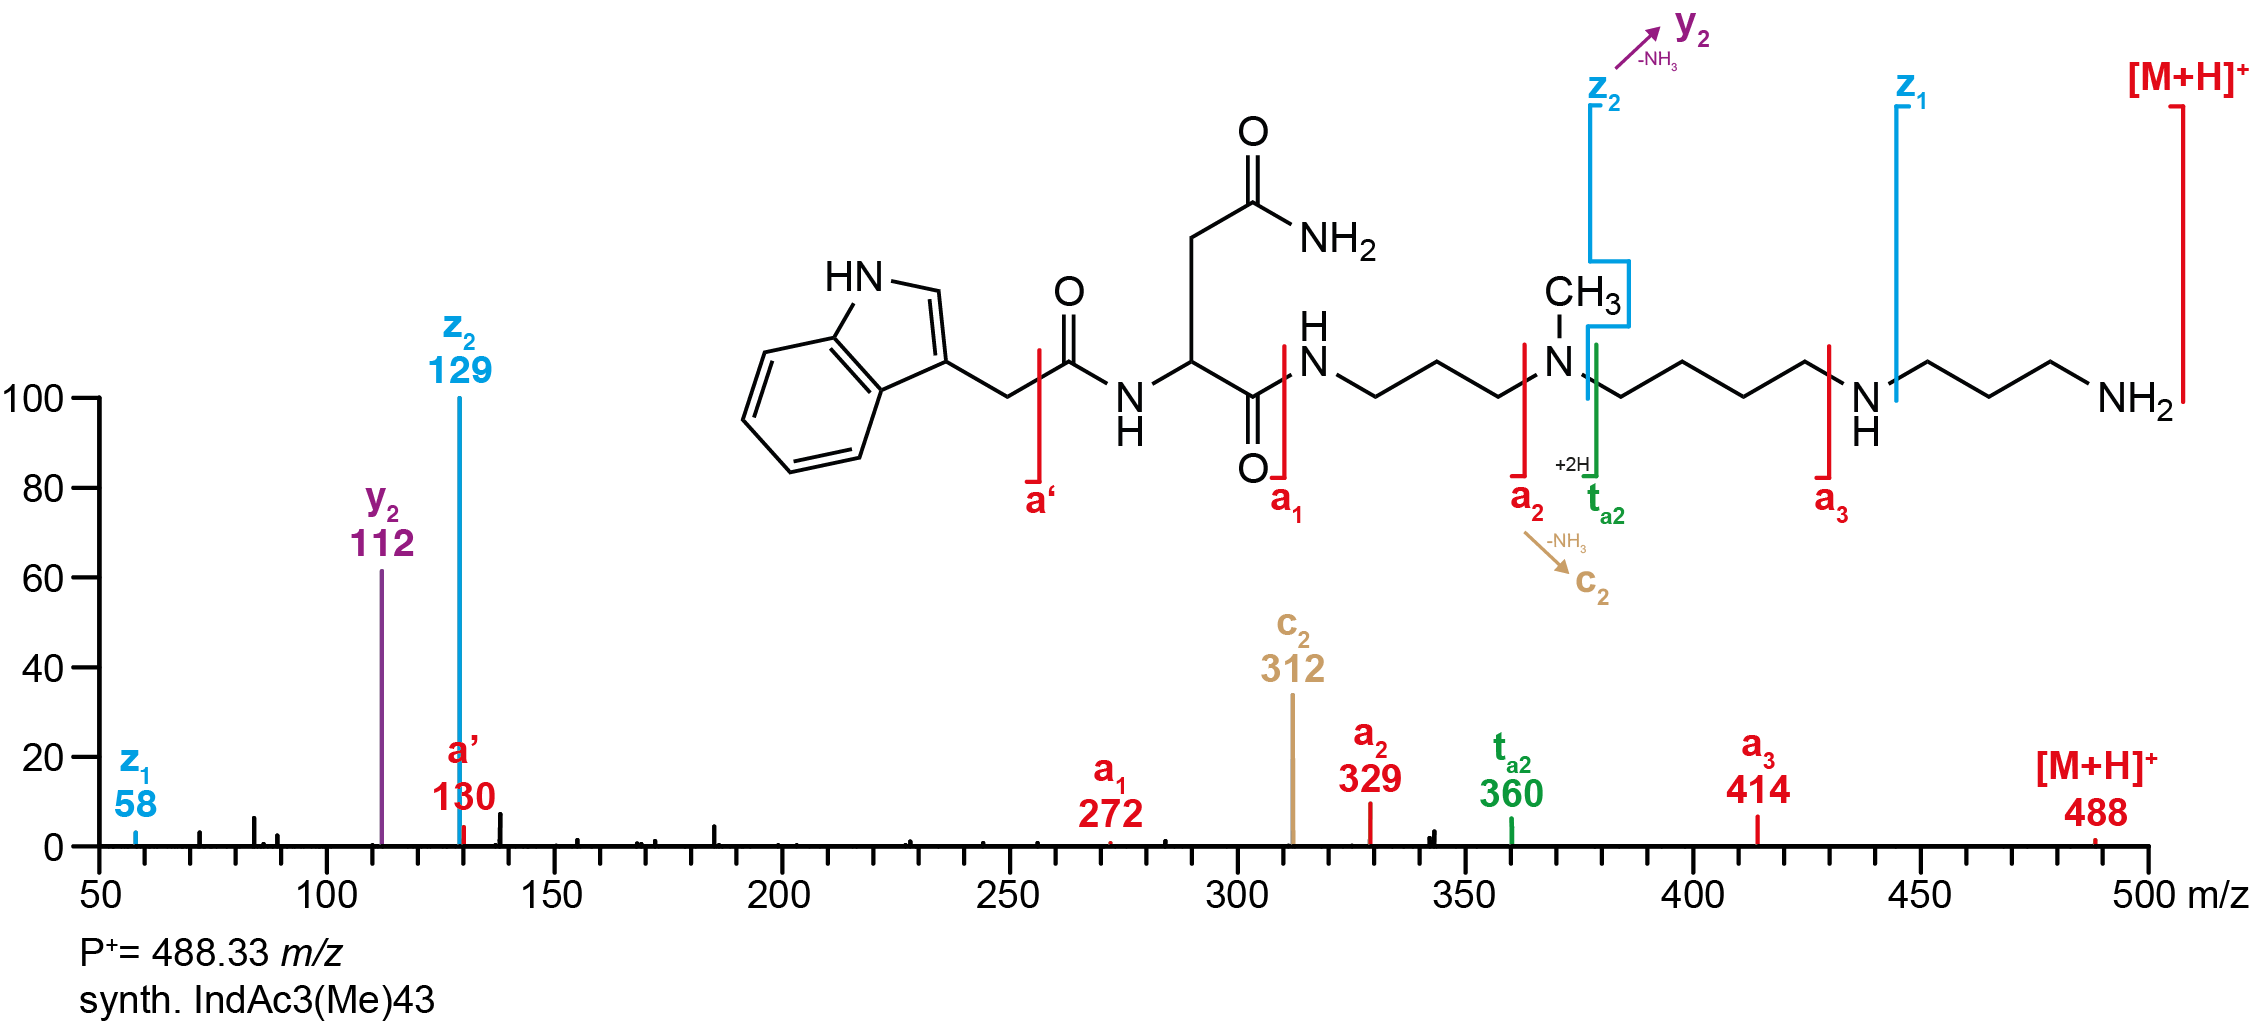 y2
-NH3
z2
z1
[M+H]+
O
NH2
HN
O
CH3
H
N
N
N
H
O
N
H
NH2
a‘
a1
a2
+2H
ta2
a3
-NH3
c2
z2
129
y2
112
z1
58
a’
130
a1
272
c2
312
a2
329
ta2
360
a3
414
[M+H]+
488
100
80
60
40
20
0
50 100 150 200 250 300 350 400 450 500 m/z
P+= 488.33 m/z
synth. IndAc3(Me)43